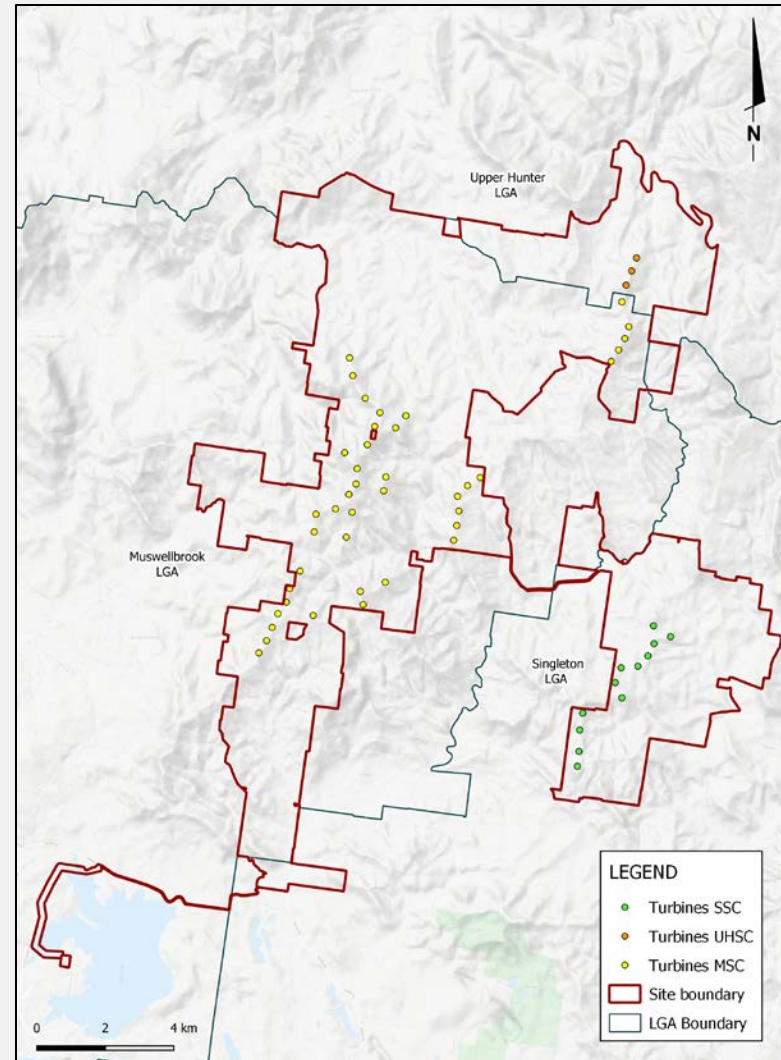 N
Upper Hunter
LGA
Muswellbrook
LGA
Singleton
LGA
LEGEND
Turbines SSC
Turbines UHSC
Turbines MSC
Site boundary
LGA Boundary
0 2 4 km